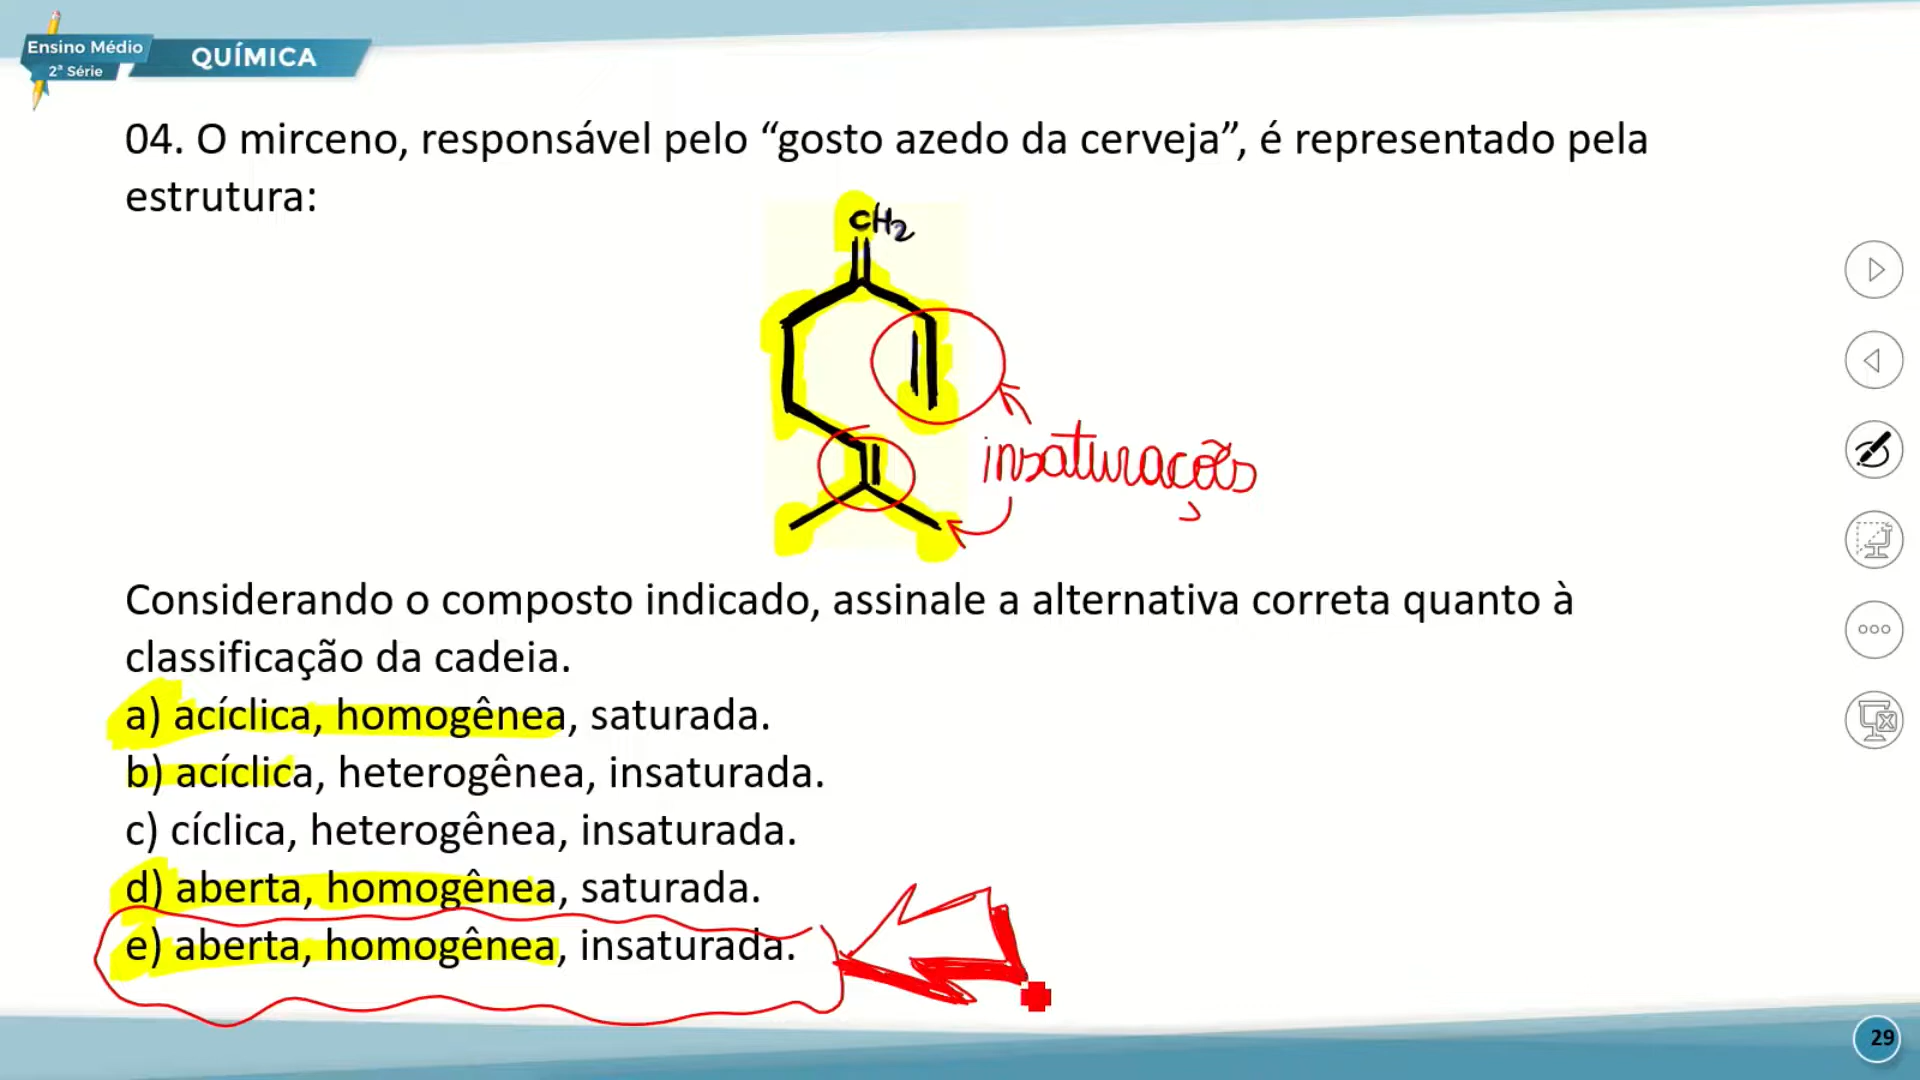 Ensino Médio
2ª Série
QUÍMICA
04. O mirceno, responsável pelo “gosto azedo da cerveja”, é representado pela
estrutura:
CH2
insaturações
Considerando o composto indicado, assinale a alternativa correta quanto à
classificação da cadeia.
a) acíclica, homogênea, saturada.
b) acíclica, heterogênea, insaturada.
c) cíclica, heterogênea, insaturada.
d) aberta, homogênea, saturada.
e) aberta, homogênea, insaturada.
29